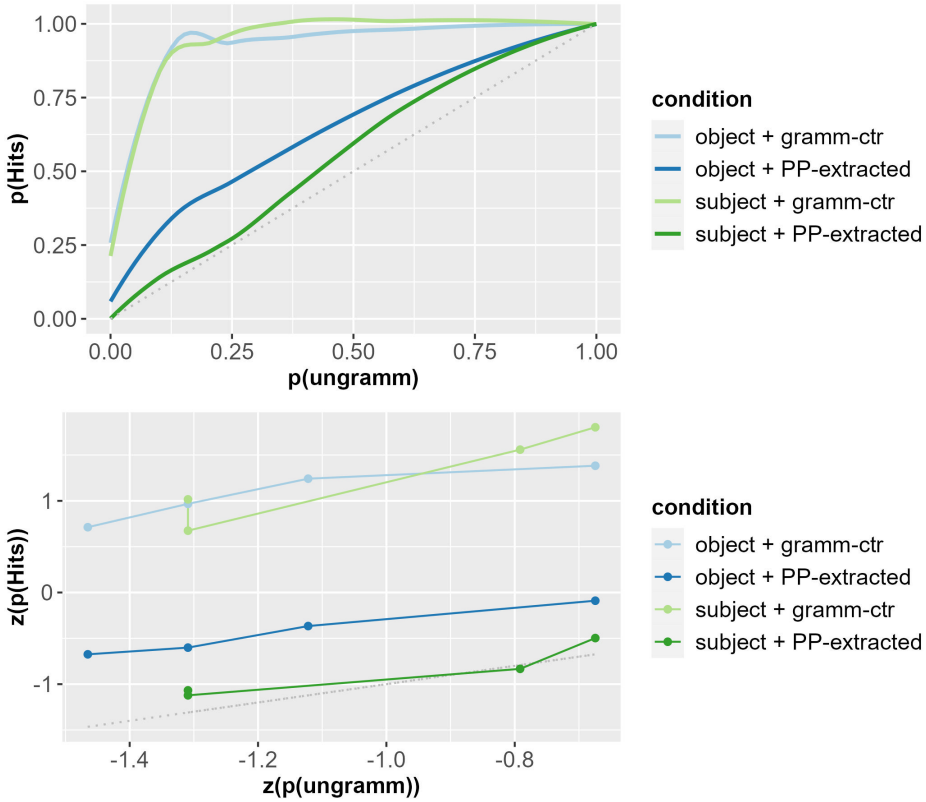 1.00
0.75
0.50
0.25
0.00
p(Hits)
0.00 0.25 0.50 0.75 1.00
p(ungramm)
condition
object + gramm-ctr
object + PP-extracted
subject + gramm-ctr
subject + PP-extracted
1
0
-1
z(p(Hits))
-1.4 -1.2 -1.0 -0.8
z(p(ungramm))
condition
object + gramm-ctr
object + PP-extracted
subject + gramm-ctr
subject + PP-extracted